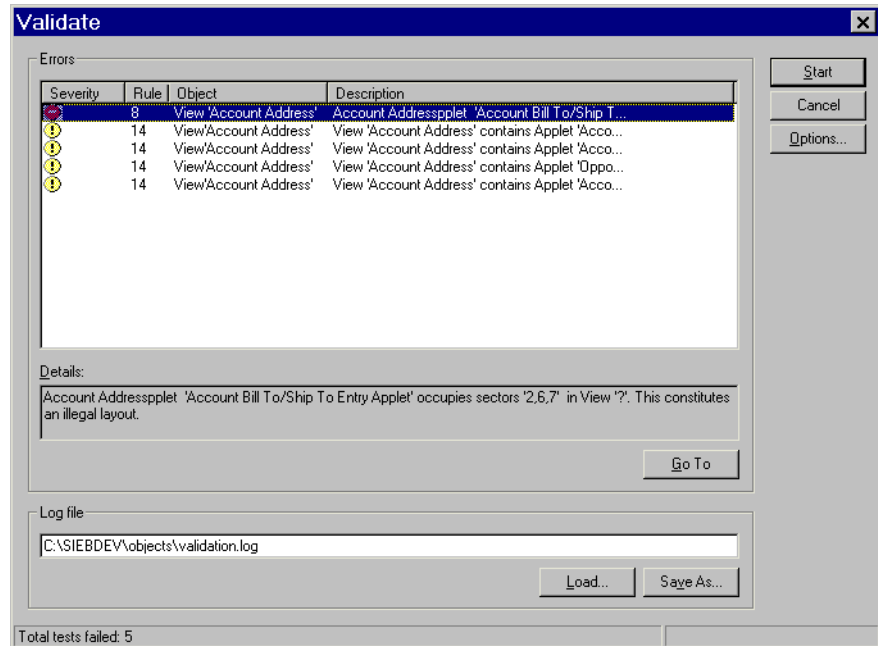 Validate
Errors
Start
Cancel
Options...
Severity Rule Object Description
8 View 'Account Address' Account Addresspplet 'Account Bill To/Ship T...
14 View'Account Address' View 'Account Address' contains Applet 'Acco...
14 View'Account Address' View 'Account Address' contains Applet 'Acco...
14 View'Account Address' View 'Account Address' contains Applet 'Oppo...
14 View'Account Address' View 'Account Address' contains Applet 'Acco...
Details:
Account Addresspplet 'Account Bill To/Ship To Entry Applet' occupies sectors '2,6,7' in View '?'. This constitutes
an illegal layout.
Go To
Log file
C:\SIEBDEV\objects\validation.log
Load... Save As...
Total tests failed: 5